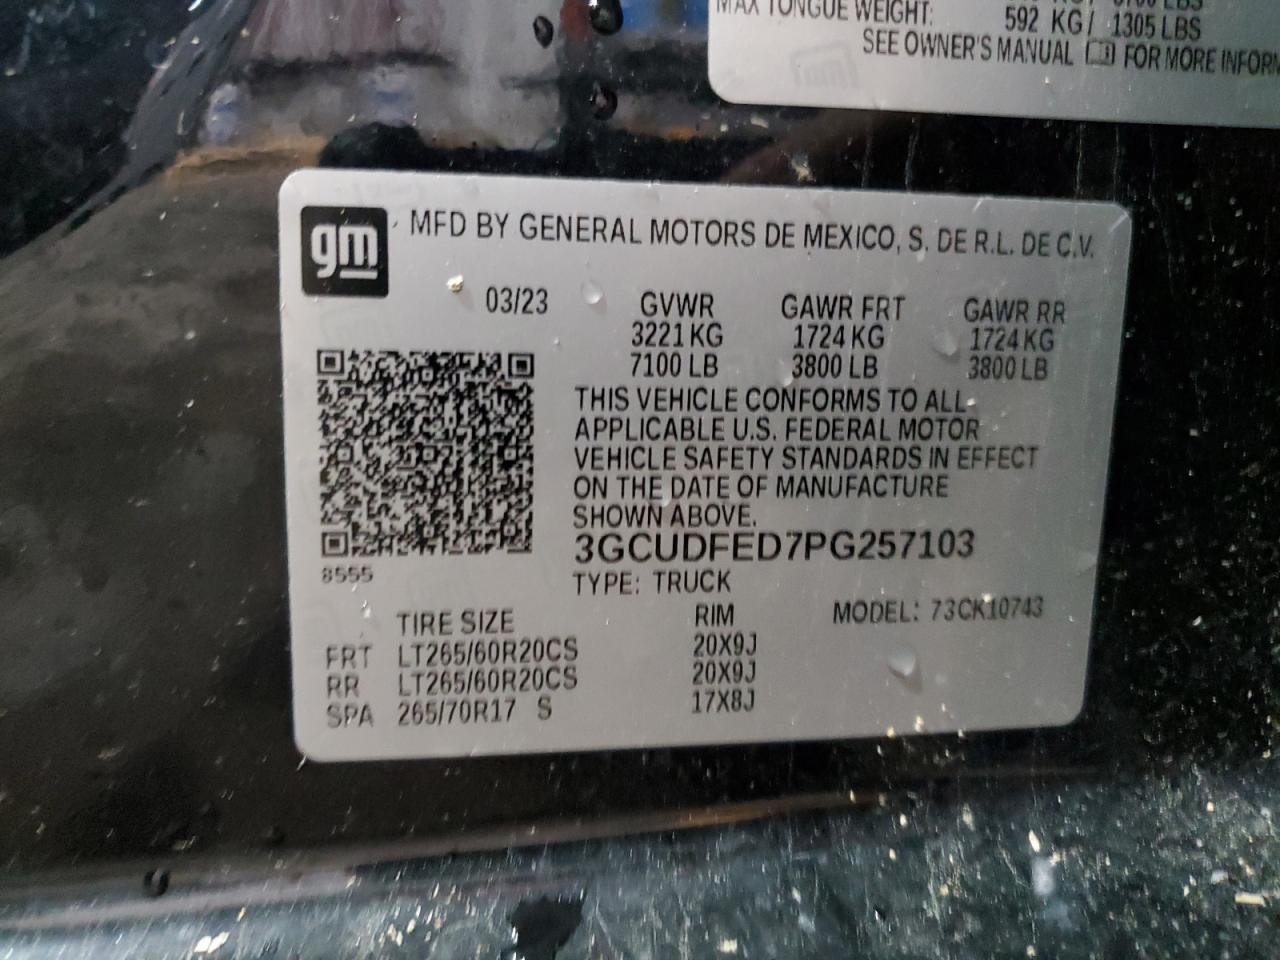 MAX TONGUE WEIGHT: 592 KG/ 1305 LBS
SEE OWNER'S MANUAL FOR MORE INFORM
gm
MFD BY GENERAL MOTORS DE MEXICO, S. DE R.L. DE C.V.
03/23 GVWR GAWR FRT GAWR RR
3221 KG 1724 KG 1724 KG
7100 LB 3800 LB 3800 LB
THIS VEHICLE CONFORMS TO ALL
APPLICABLE U.S. FEDERAL MOTOR
VEHICLE SAFETY STANDARDS IN EFFECT
ON THE DATE OF MANUFACTURE
SHOWN ABOVE.
3GCUDFED7PG257103
8555
TYPE: TRUCK
TIRE SIZE RIM MODEL: 73CK10743
FRT LT265/60R20CS 20X9J
RR LT265/60R20CS 20X9J
SPA 265/70R17 S 17X8J